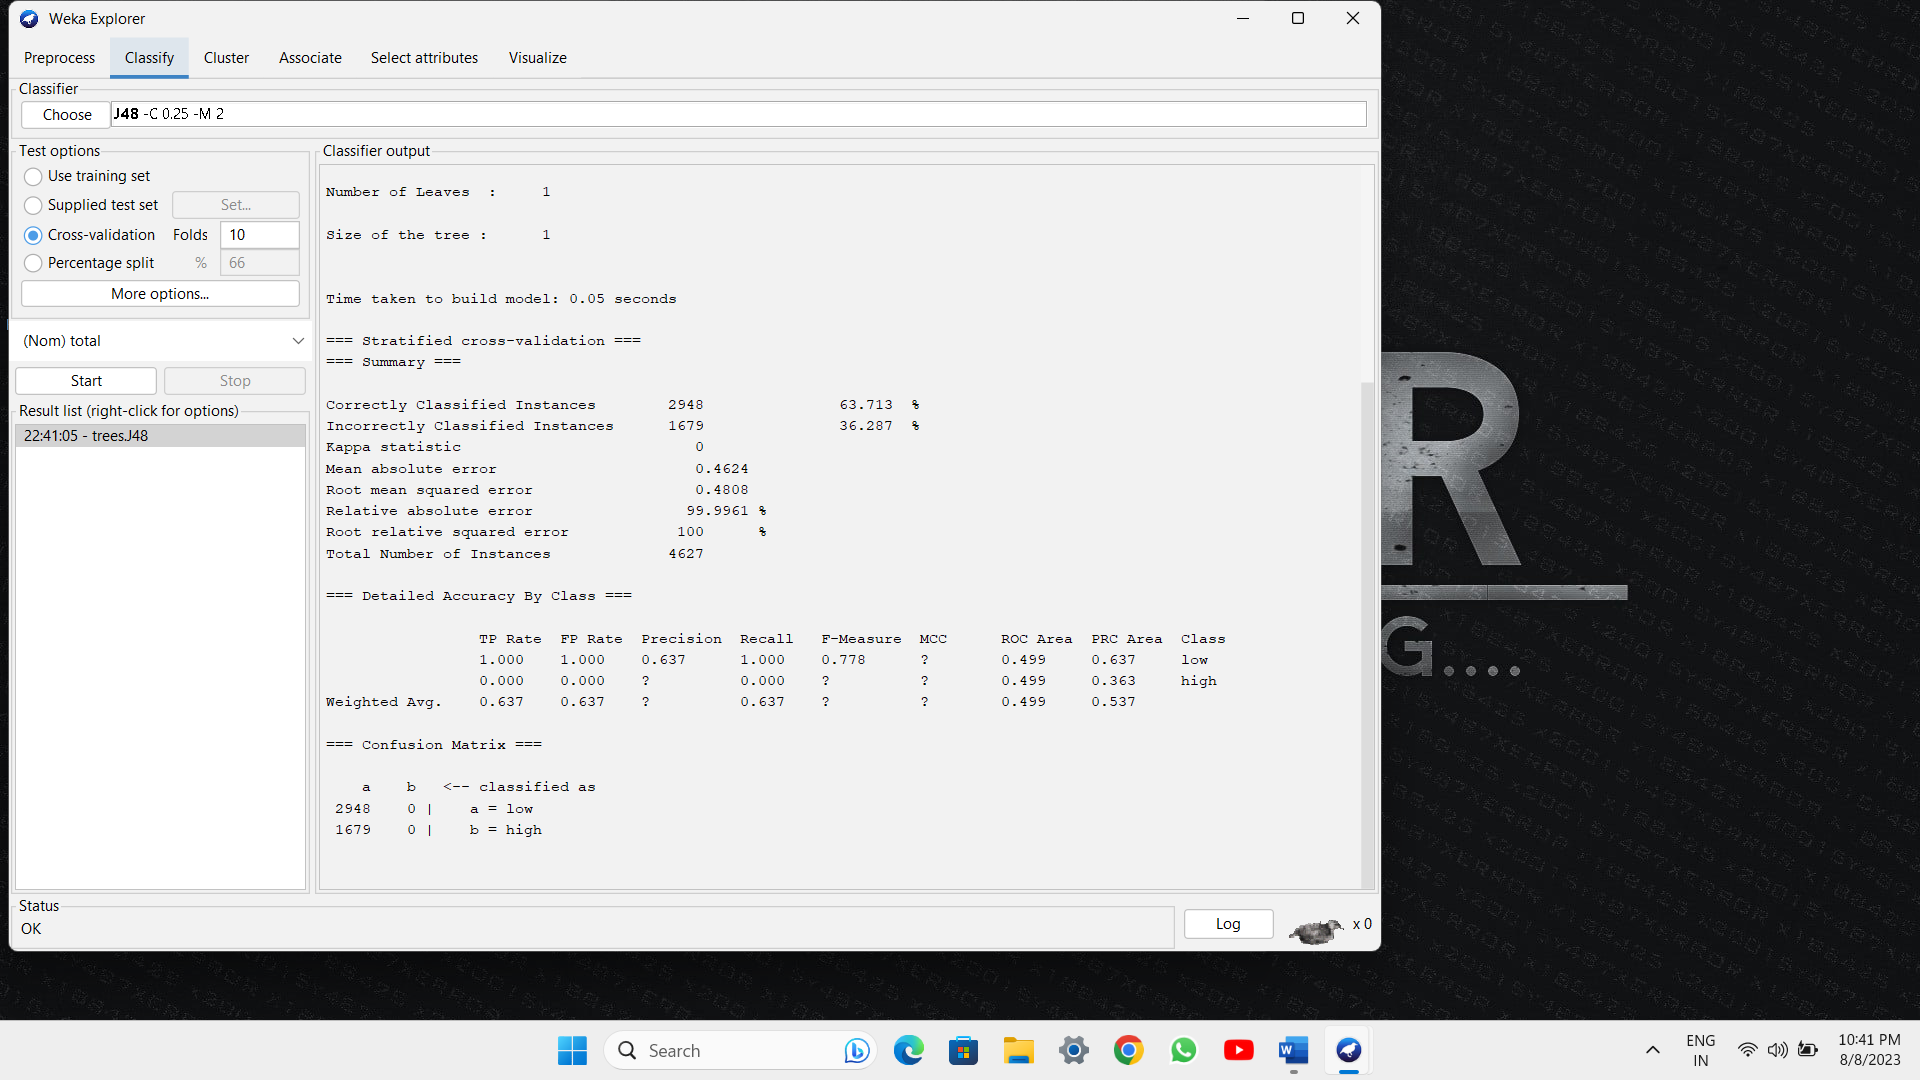 Weka Explorer
Preprocess Classify Cluster Associate Select attributes Visualize
Classifier
Choose J48 -C 0.25 -M 2
Test options
Use training set
Supplied test set Set...
Cross-validation Folds 10
Percentage split % 66
More options...
(Nom) total
Start Stop
Result list (right-click for options)
22:41:05 - trees.J48
Classifier output
Number of Leaves : 1
Size of the tree : 1
Time taken to build model: 0.05 seconds
=== Stratified cross-validation ===
=== Summary ===
Correctly Classified Instances 2948 63.713 %
Incorrectly Classified Instances 1679 36.287 %
Kappa statistic 0
Mean absolute error 0.4624
Root mean squared error 0.4808
Relative absolute error 99.9961 %
Root relative squared error 100 %
Total Number of Instances 4627
=== Detailed Accuracy By Class ===
TP Rate FP Rate Precision Recall F-Measure MCC ROC Area PRC Area Class
1.000 1.000 0.637 1.000 0.778 ? 0.499 0.637 low
0.000 0.000 ? 0.000 ? ? 0.499 0.363 high
Weighted Avg. 0.637 0.637 ? 0.637 ? ? 0.499 0.537
=== Confusion Matrix ===
a b <-- classified as
2948 0 | a = low
1679 0 | b = high
Status
OK
Log x 0
R
G....
Search
ENG
IN
10:41 PM
8/8/2023